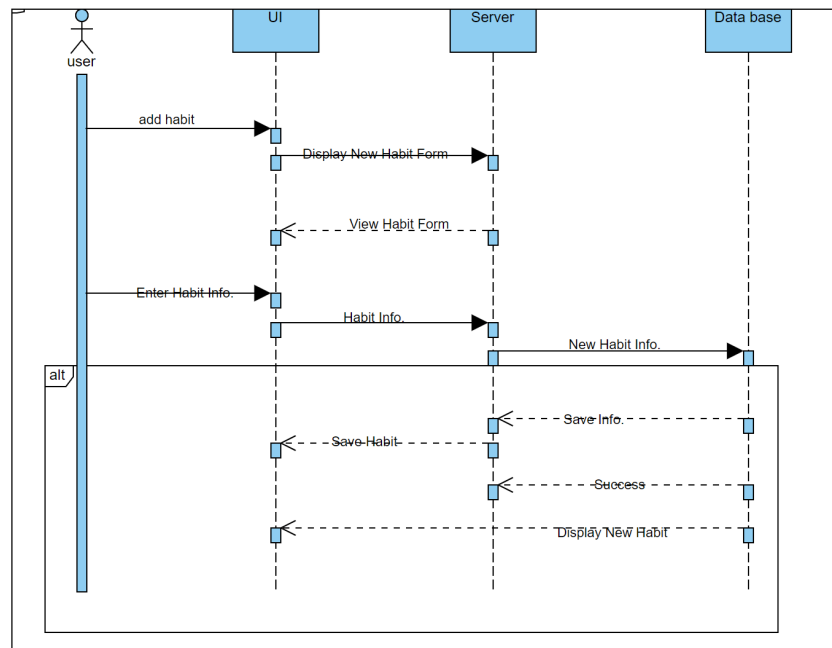 UI
Server
Data base
user
add habit
Display New Habit Form
View Habit Form
Enter Habit Info.
Habit Info.
New Habit Info.
alt
Save Info.
Save Habit
Success
Display New Habit